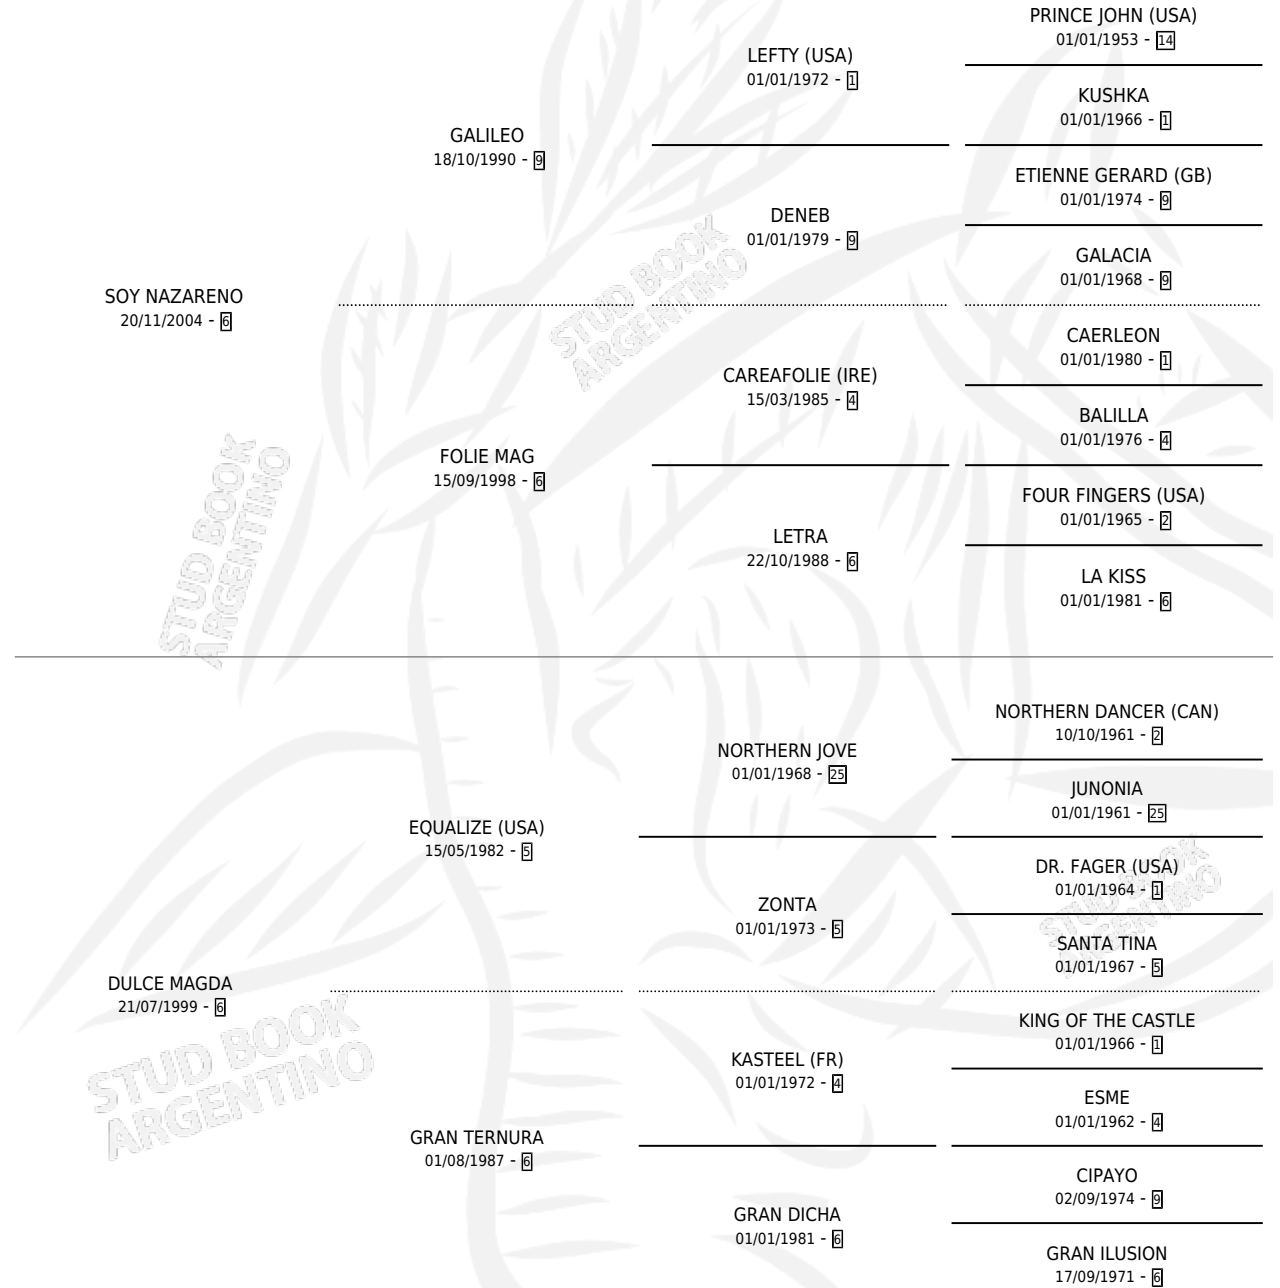 PRINCE JOHN (USA)
01/01/1953 - 14
LEFTY (USA)
01/01/1972 - 1
KUSHKA
01/01/1966 - 1
GALILEO
18/10/1990 - 9
ETIENNE GERARD (GB)
01/01/1974 - 9
DENEB
01/01/1979 - 9
GALACIA
01/01/1968 - 9
SOY NAZARENO
20/11/2004 - 6
CAERLEON
01/01/1980 - 1
CAREAFOLIE (IRE)
15/03/1985 - 4
BALILLA
01/01/1976 - 4
FOLIE MAG
15/09/1998 - 6
FOUR FINGERS (USA)
01/01/1965 - 2
LETRA
22/10/1988 - 6
LA KISS
01/01/1981 - 6
NORTHERN DANCER (CAN)
10/10/1961 - 2
NORTHERN JOVE
01/01/1968 - 25
JUNONIA
01/01/1961 - 25
EQUALIZE (USA)
15/05/1982 - 5
DR. FAGER (USA)
01/01/1964 - 1
ZONTA
01/01/1973 - 5
SANTA TINA
01/01/1967 - 5
DULCE MAGDA
21/07/1999 - 6
KING OF THE CASTLE
01/01/1966 - 1
KASTEEL (FR)
01/01/1972 - 4
ESME
01/01/1962 - 4
GRAN TERNURA
01/08/1987 - 6
CIPAYO
02/09/1974 - 9
GRAN DICHA
01/01/1981 - 6
GRAN ILUSION
17/09/1971 - 6
STUD BOOK
ARGENTINO
STUD BOOK
ARGENTINO
STUD BOOK
ARGENTINO
STUD BOOK
ARGENTINO